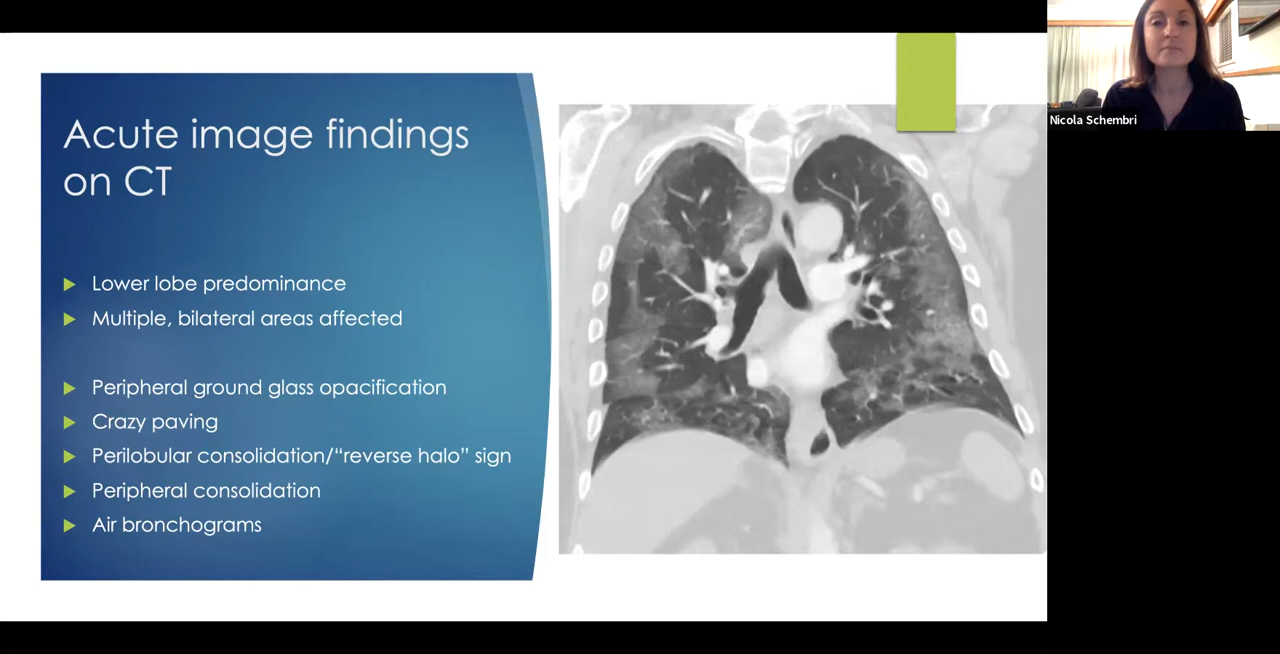 Acute image findings
on CT
Lower lobe predominance
Multiple, bilateral areas affected
Peripheral ground glass opacification
Crazy paving
Perilobular consolidation/“reverse halo” sign
Peripheral consolidation
Air bronchograms
Nicola Schembri